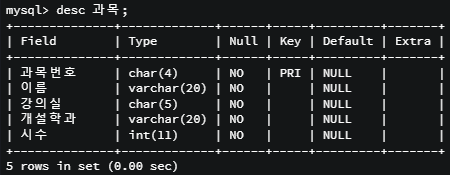 mysql> desc 과목;
+--------------+-------------+------+-----+---------+-------+
| Field        | Type        | Null | Key | Default | Extra |
+--------------+-------------+------+-----+---------+-------+
| 과목번호     | char(4)     | NO   | PRI | NULL    |       |
| 이름         | varchar(20) | NO   |     | NULL    |       |
| 강의실       | char(5)     | NO   |     | NULL    |       |
| 개설학과     | varchar(20) | NO   |     | NULL    |       |
| 시수         | int(11)     | NO   |     | NULL    |       |
+--------------+-------------+------+-----+---------+-------+
5 rows in set (0.00 sec)